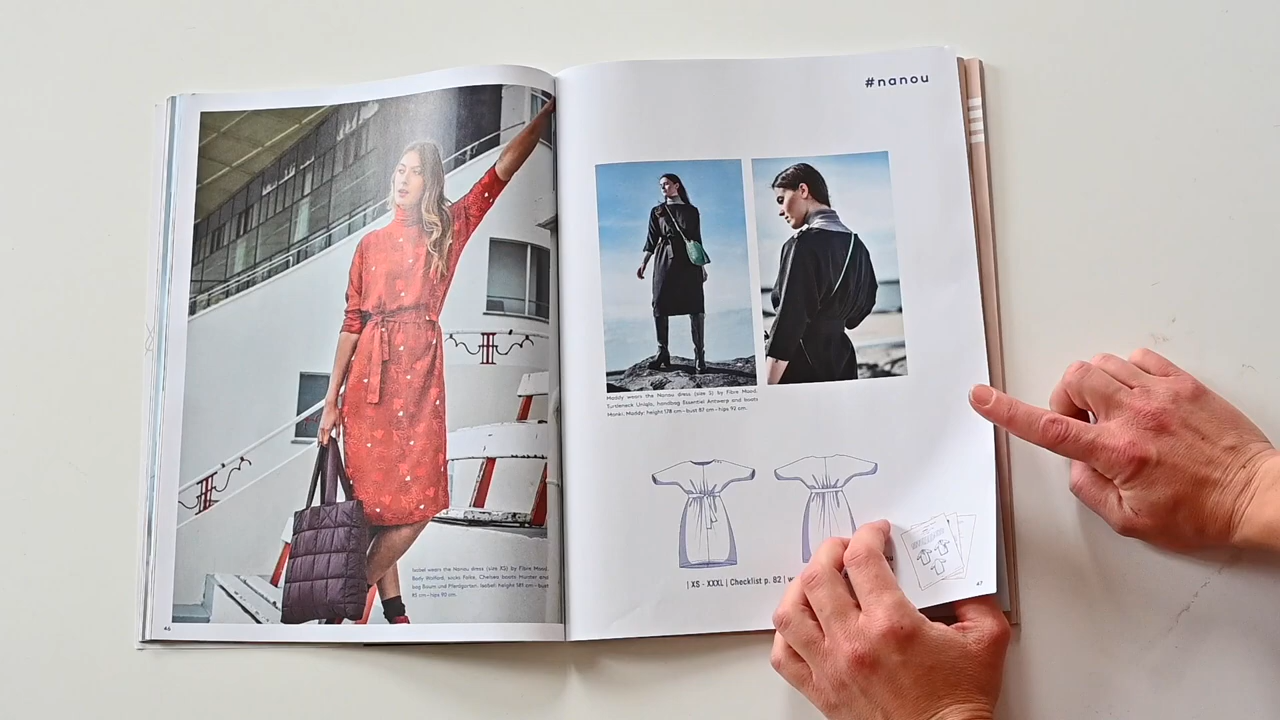 Isabel wears the Nanou dress (size XS) by Fibre Mood.
Body Wolford, socks Falke, Chelsea boots Munter and
bag Baum und Pferdgarten. Isabel: height 181 cm – bust
85 cm – hips 90 cm.
46
#nanou
Maddy wears the Nanou dress (size S) by Fibre Mood.
Turtleneck Uniqlo, handbag Essentiel Antwerp and boots
Morer. Maddy: height 178 cm – bust 87 cm – hips 92 cm.
| XS - XXXL | Checklist p. 82 |
47